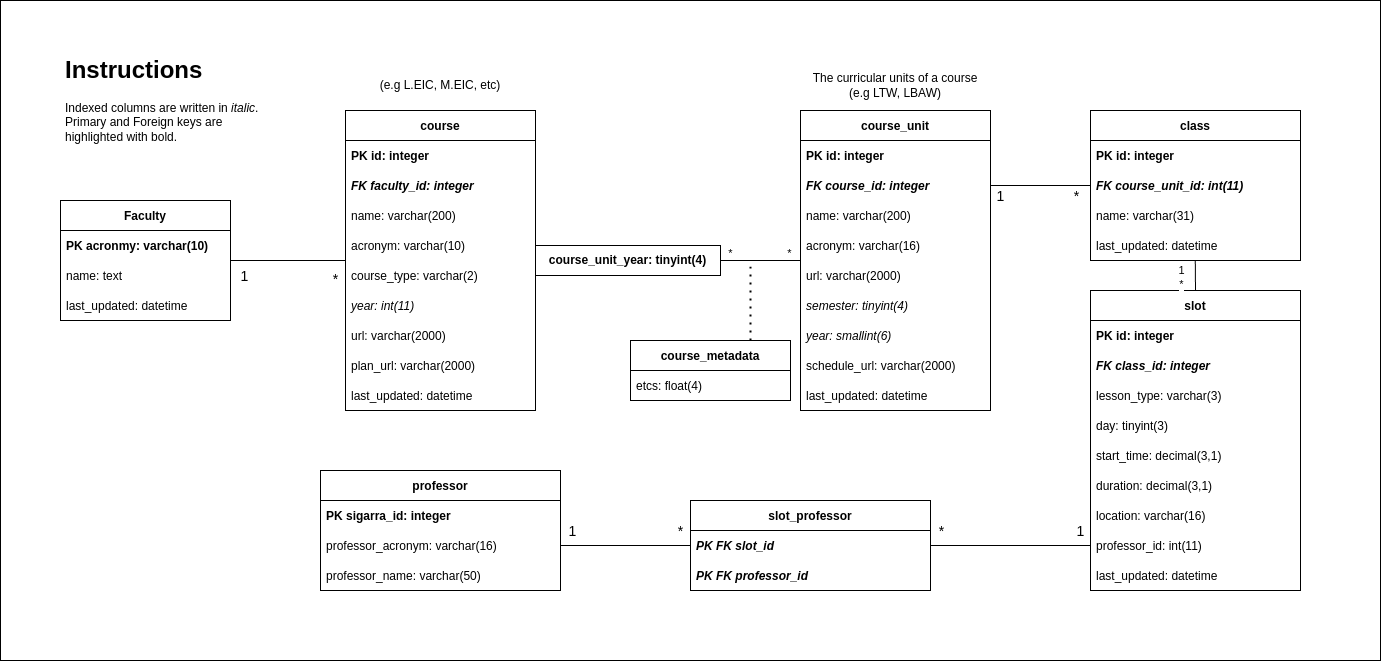 Instructions
Indexed columns are written in italic.
Primary and Foreign keys are
highlighted with bold.
Faculty
PK acronmy: varchar(10)
name: text
last_updated: datetime
1
*
(e.g L.EIC, M.EIC, etc)
course
PK id: integer
FK faculty_id: integer
name: varchar(200)
acronym: varchar(10)
course_type: varchar(2)
year: int(11)
url: varchar(2000)
plan_url: varchar(2000)
last_updated: datetime
course_unit_year: tinyint(4)
*
*
course_metadata
etcs: float(4)
The curricular units of a course
(e.g LTW, LBAW)
course_unit
PK id: integer
FK course_id: integer
name: varchar(200)
acronym: varchar(16)
url: varchar(2000)
semester: tinyint(4)
year: smallint(6)
schedule_url: varchar(2000)
last_updated: datetime
1
*
class
PK id: integer
FK course_unit_id: int(11)
name: varchar(31)
last_updated: datetime
1
*
slot
PK id: integer
FK class_id: integer
lesson_type: varchar(3)
day: tinyint(3)
start_time: decimal(3,1)
duration: decimal(3,1)
location: varchar(16)
professor_id: int(11)
last_updated: datetime
professor
PK sigarra_id: integer
professor_acronym: varchar(16)
professor_name: varchar(50)
1
*
slot_professor
PK FK slot_id
PK FK professor_id
*
1